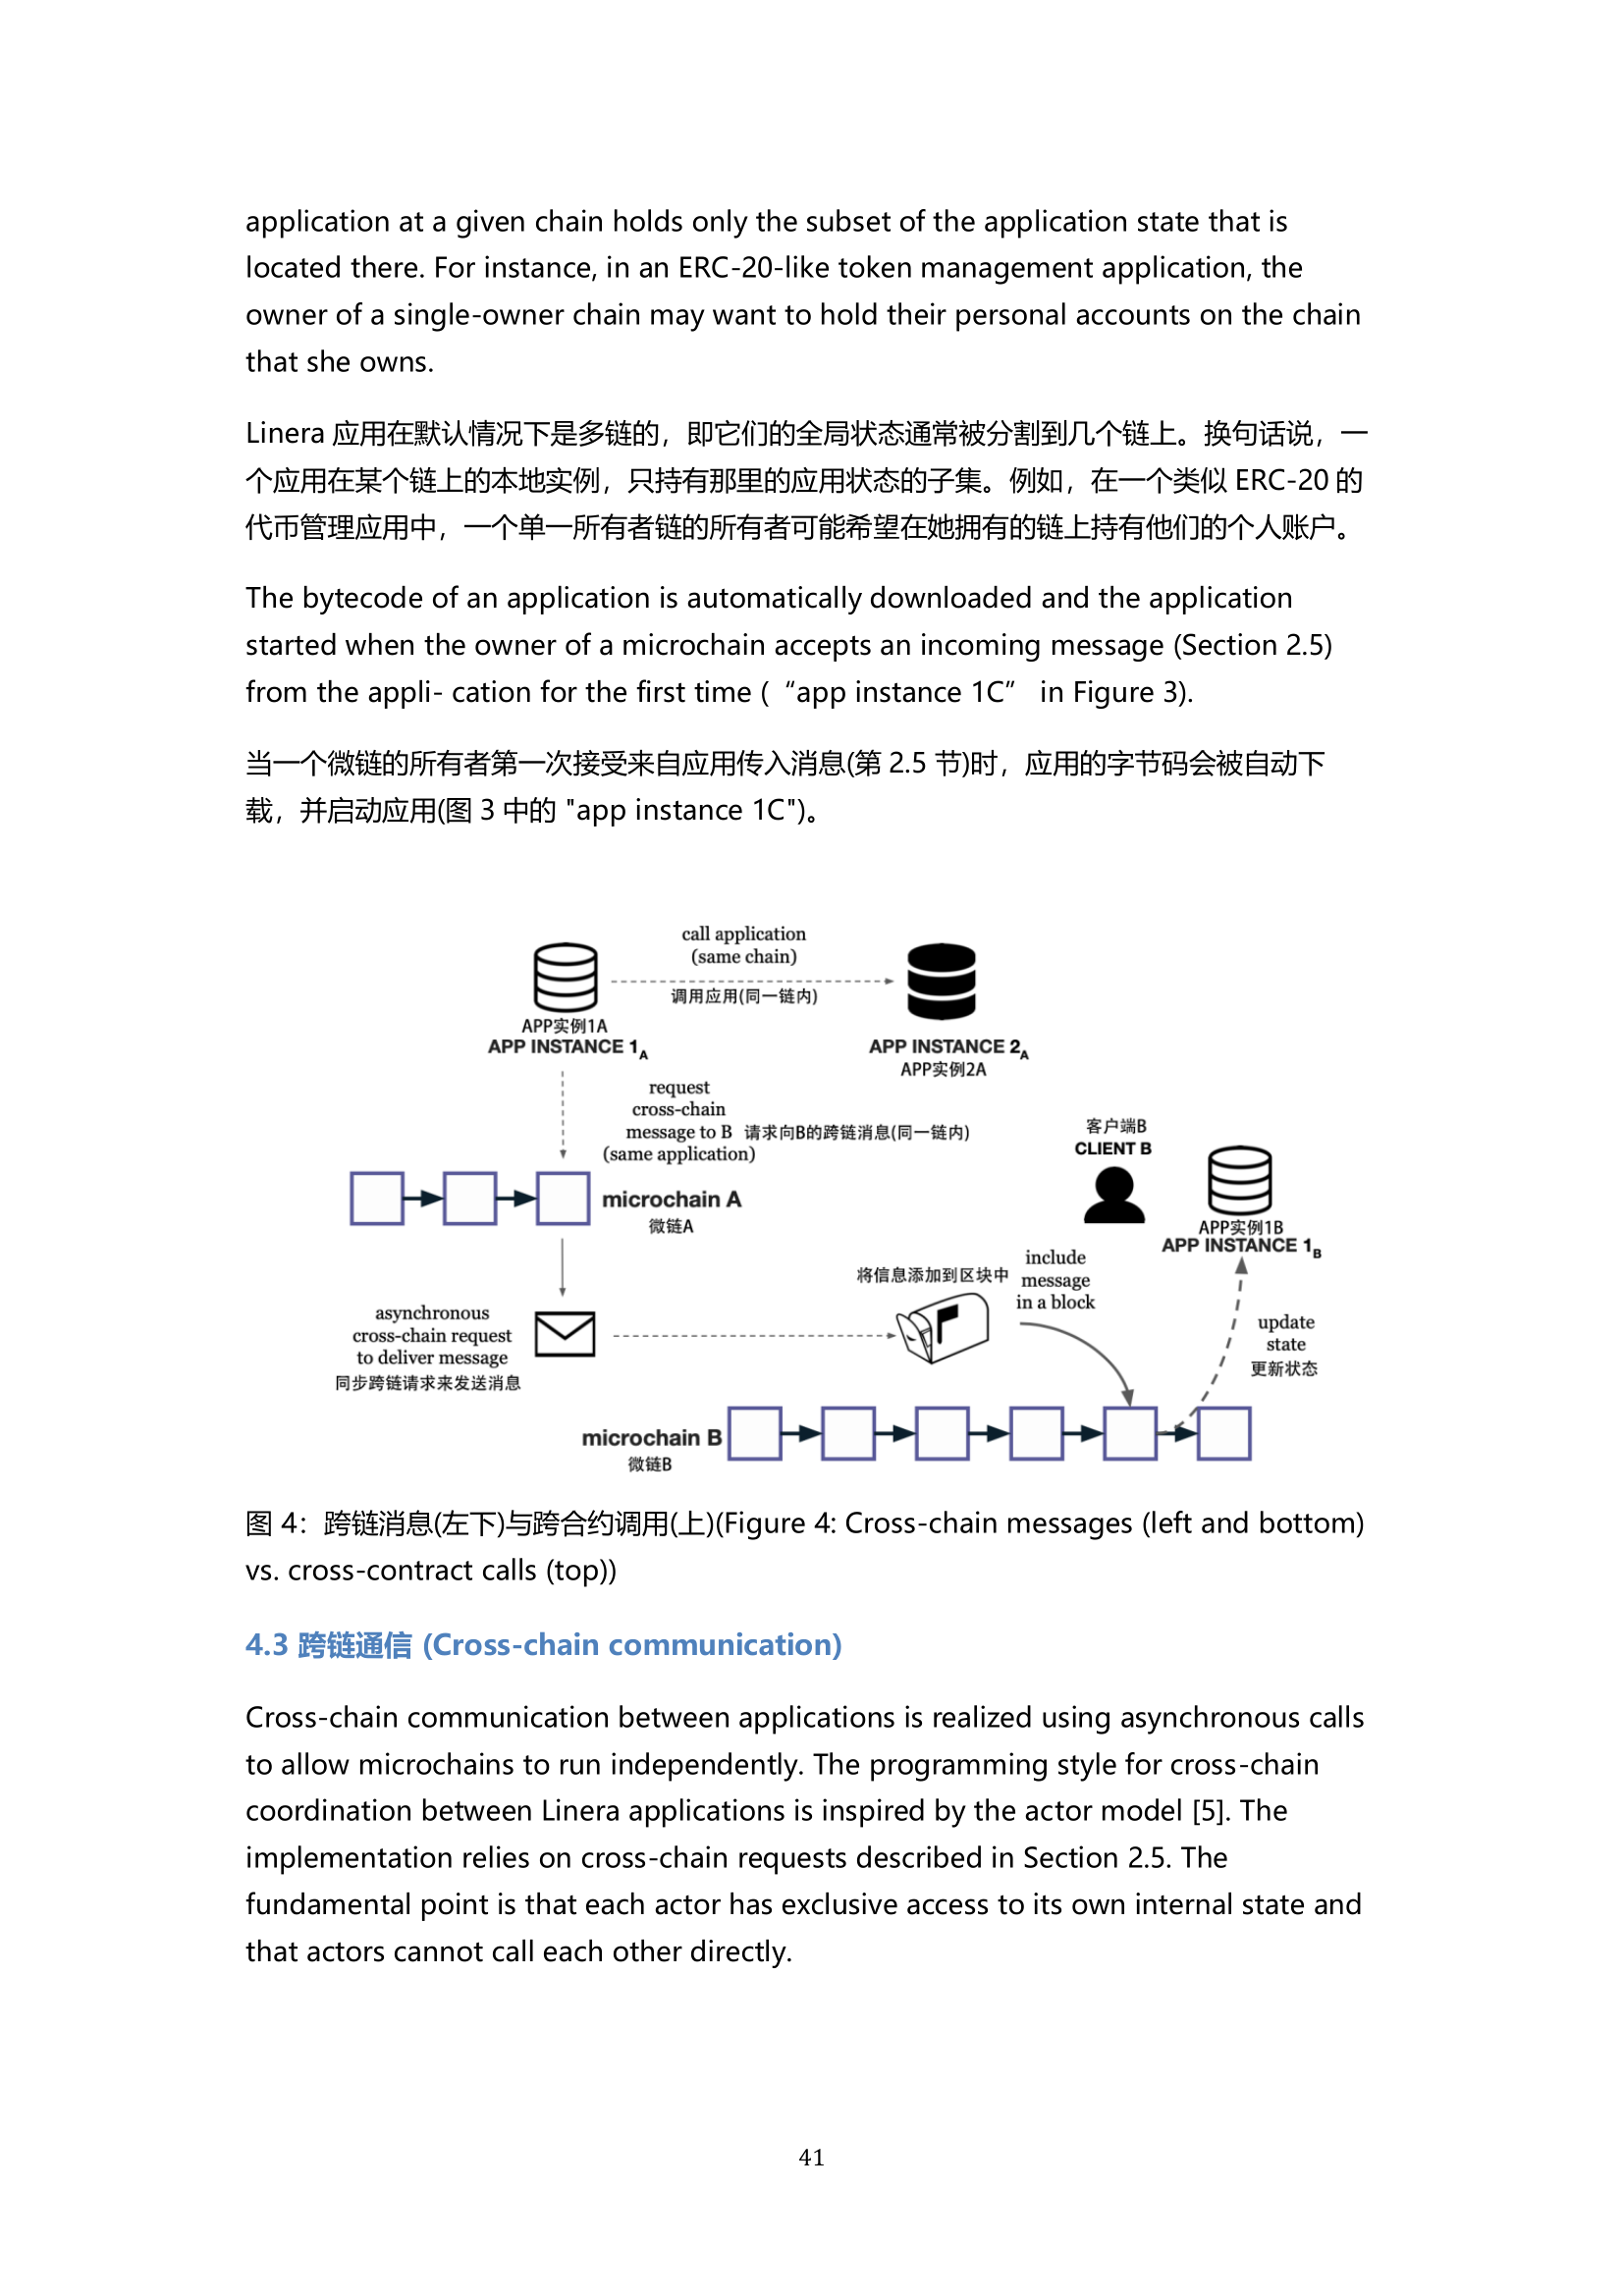 application at a given chain holds only the subset of the application state that is
located there. For instance, in an ERC-20-like token management application, the
owner of a single-owner chain may want to hold their personal accounts on the chain
that she owns.
Linera 应用在默认情况下是多链的，即它们的全局状态通常被分割到几个链上。换句话说，一
个应用在某个链上的本地实例，只持有那里的应用状态的子集。例如，在一个类似 ERC-20 的
代币管理应用中，一个单一所有者链的所有者可能希望在她拥有的链上持有他们的个人账户。
The bytecode of an application is automatically downloaded and the application
started when the owner of a microchain accepts an incoming message (Section 2.5)
from the appli- cation for the first time (“app instance 1C” in Figure 3).
当一个微链的所有者第一次接受来自应用传入消息(第 2.5 节)时，应用的字节码会被自动下
载，并启动应用(图 3 中的 "app instance 1C")。
call application
(same chain)
调用应用(同一链内)
APP实例1A
APP INSTANCE 1A
APP INSTANCE 2A
APP实例2A
request
cross-chain
message to B 请求向B的跨链消息(同一链内)
(same application)
客户端B
CLIENT B
microchain A
微链A
APP实例1B
APP INSTANCE 1B
将信息添加到区块中
include
message
in a block
asynchronous
cross-chain request
to deliver message
同步跨链请求来发送消息
update
state
更新状态
microchain B
微链B
图 4：跨链消息(左下)与跨合约调用(上)(Figure 4: Cross-chain messages (left and bottom)
vs. cross-contract calls (top))
4.3 跨链通信 (Cross-chain communication)
Cross-chain communication between applications is realized using asynchronous calls
to allow microchains to run independently. The programming style for cross-chain
coordination between Linera applications is inspired by the actor model [5]. The
implementation relies on cross-chain requests described in Section 2.5. The
fundamental point is that each actor has exclusive access to its own internal state and
that actors cannot call each other directly.
41